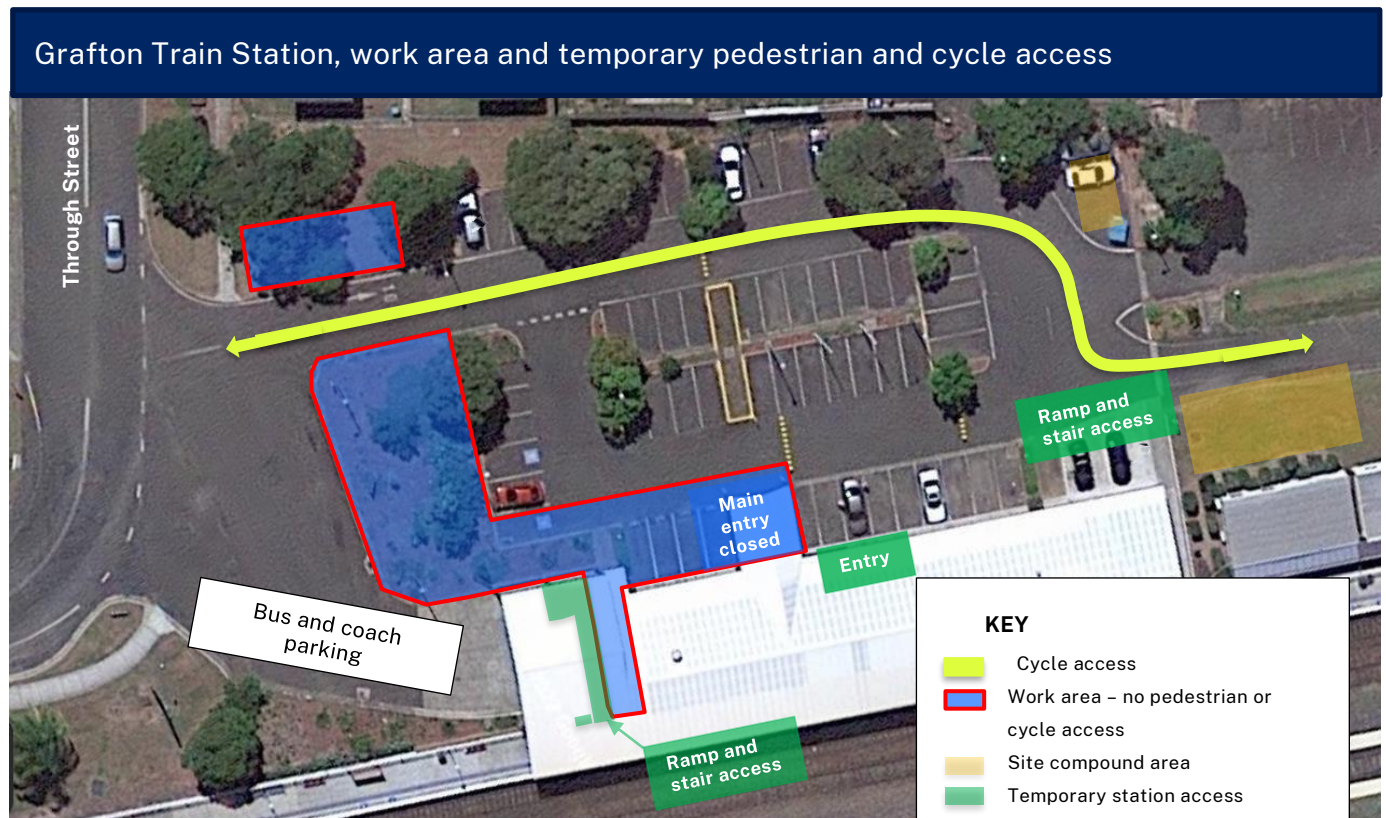 Grafton Train Station, work area and temporary pedestrian and cycle access
Through Street
Ramp and
stair access
Main
entry
closed
Entry
Bus and coach
parking
Ramp and
stair access
KEY
Cycle access
Work area – no pedestrian or
cycle access
Site compound area
Temporary station access